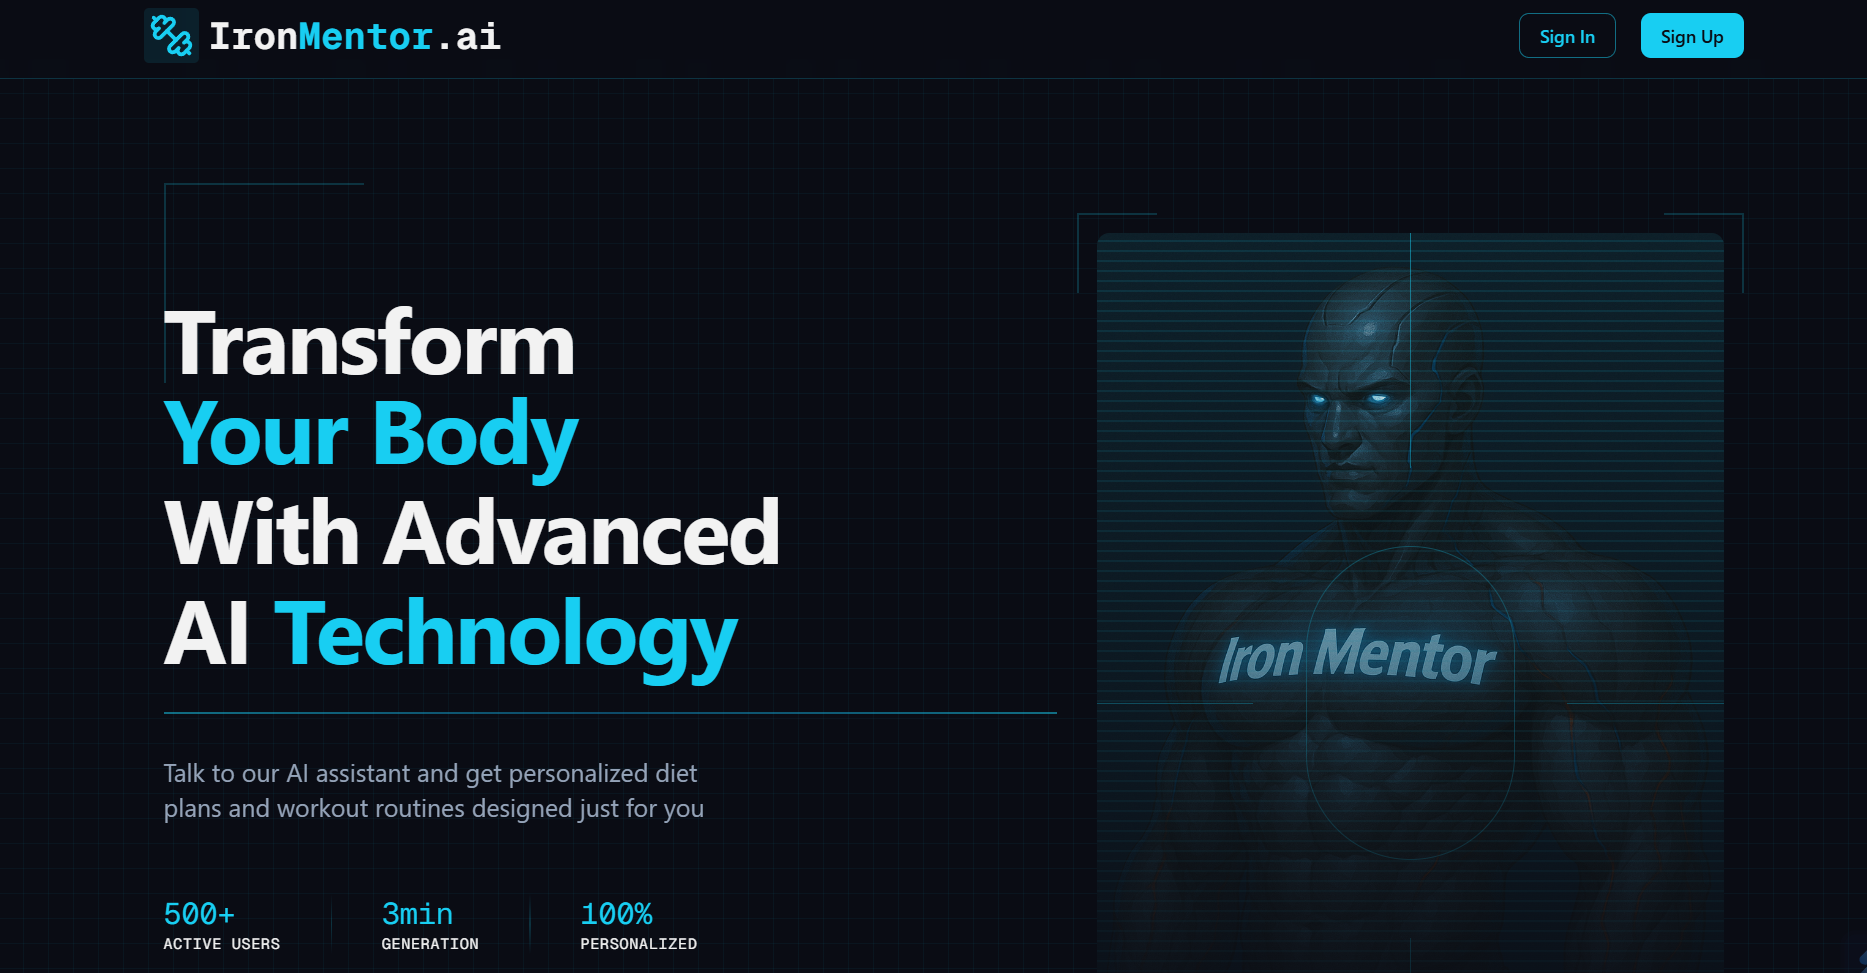 IronMentor.ai
Sign In
Sign Up
Transform
Your Body
With Advanced
AI Technology
Iron Mentor
Talk to our AI assistant and get personalized diet
plans and workout routines designed just for you
500+
ACTIVE USERS
3min
GENERATION
100%
PERSONALIZED